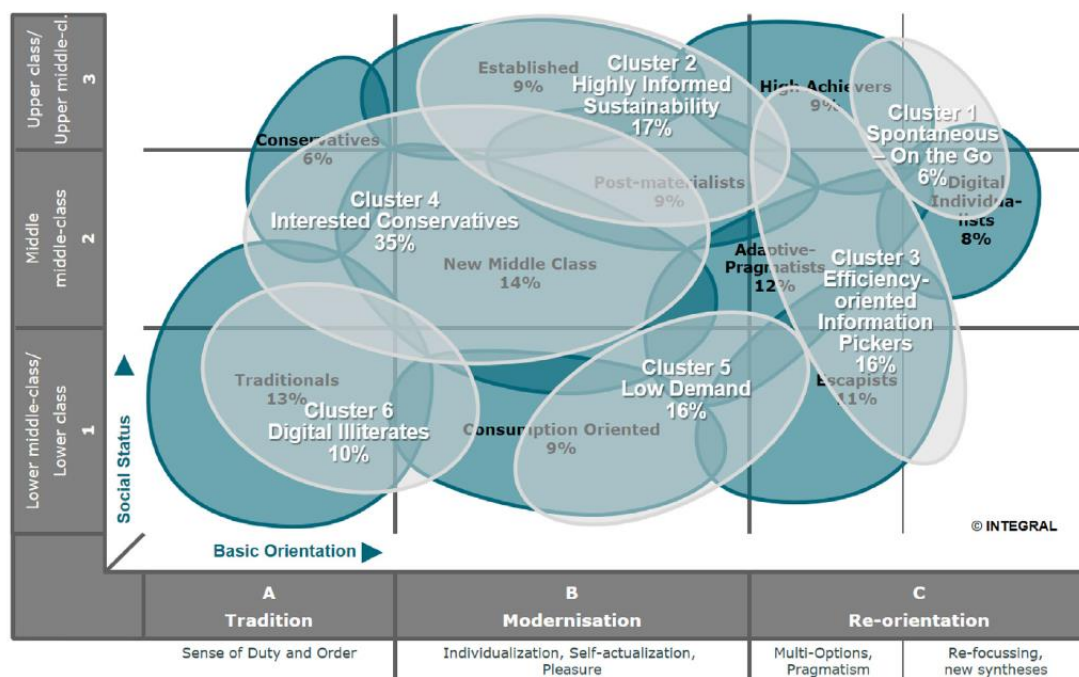 Upper class/
Upper middle-cl.
3
Middle
middle-class
2
Lower middle-class/
Lower class
1
Social Status
Established
9%
Cluster 2
Highly Informed
Sustainability
17%
High Achievers
9%
Cluster 1
Spontaneous
– On the Go
6%
Conservatives
6%
Cluster 4
Interested Conservatives
35%
Post-materialists
9%
Digital
Individua-
lists
8%
New Middle Class
14%
Adaptive-
Pragmatists
12%
Cluster 3
Efficiency-
oriented
Information
Pickers
16%
Traditionals
13%
Cluster 6
Digital Illiterates
10%
Cluster 5
Low Demand
16%
Consumption Oriented
9%
Escapists
11%
© INTEGRAL
Basic Orientation
A
Tradition
B
Modernisation
C
Re-orientation
Sense of Duty and Order
Individualization, Self-actualization,
Pleasure
Multi-Options,
Pragmatism
Re-focussing,
new syntheses